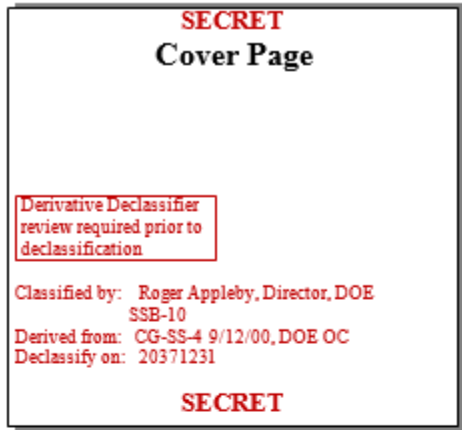 SECRET
Cover Page
Derivative Declassifier
review required prior to
declassification
Classified by: Roger Appleby, Director, DOE
SSB-10
Derived from: CG-SS-4 9/12/00, DOE OC
Declassify on: 20371231
SECRET